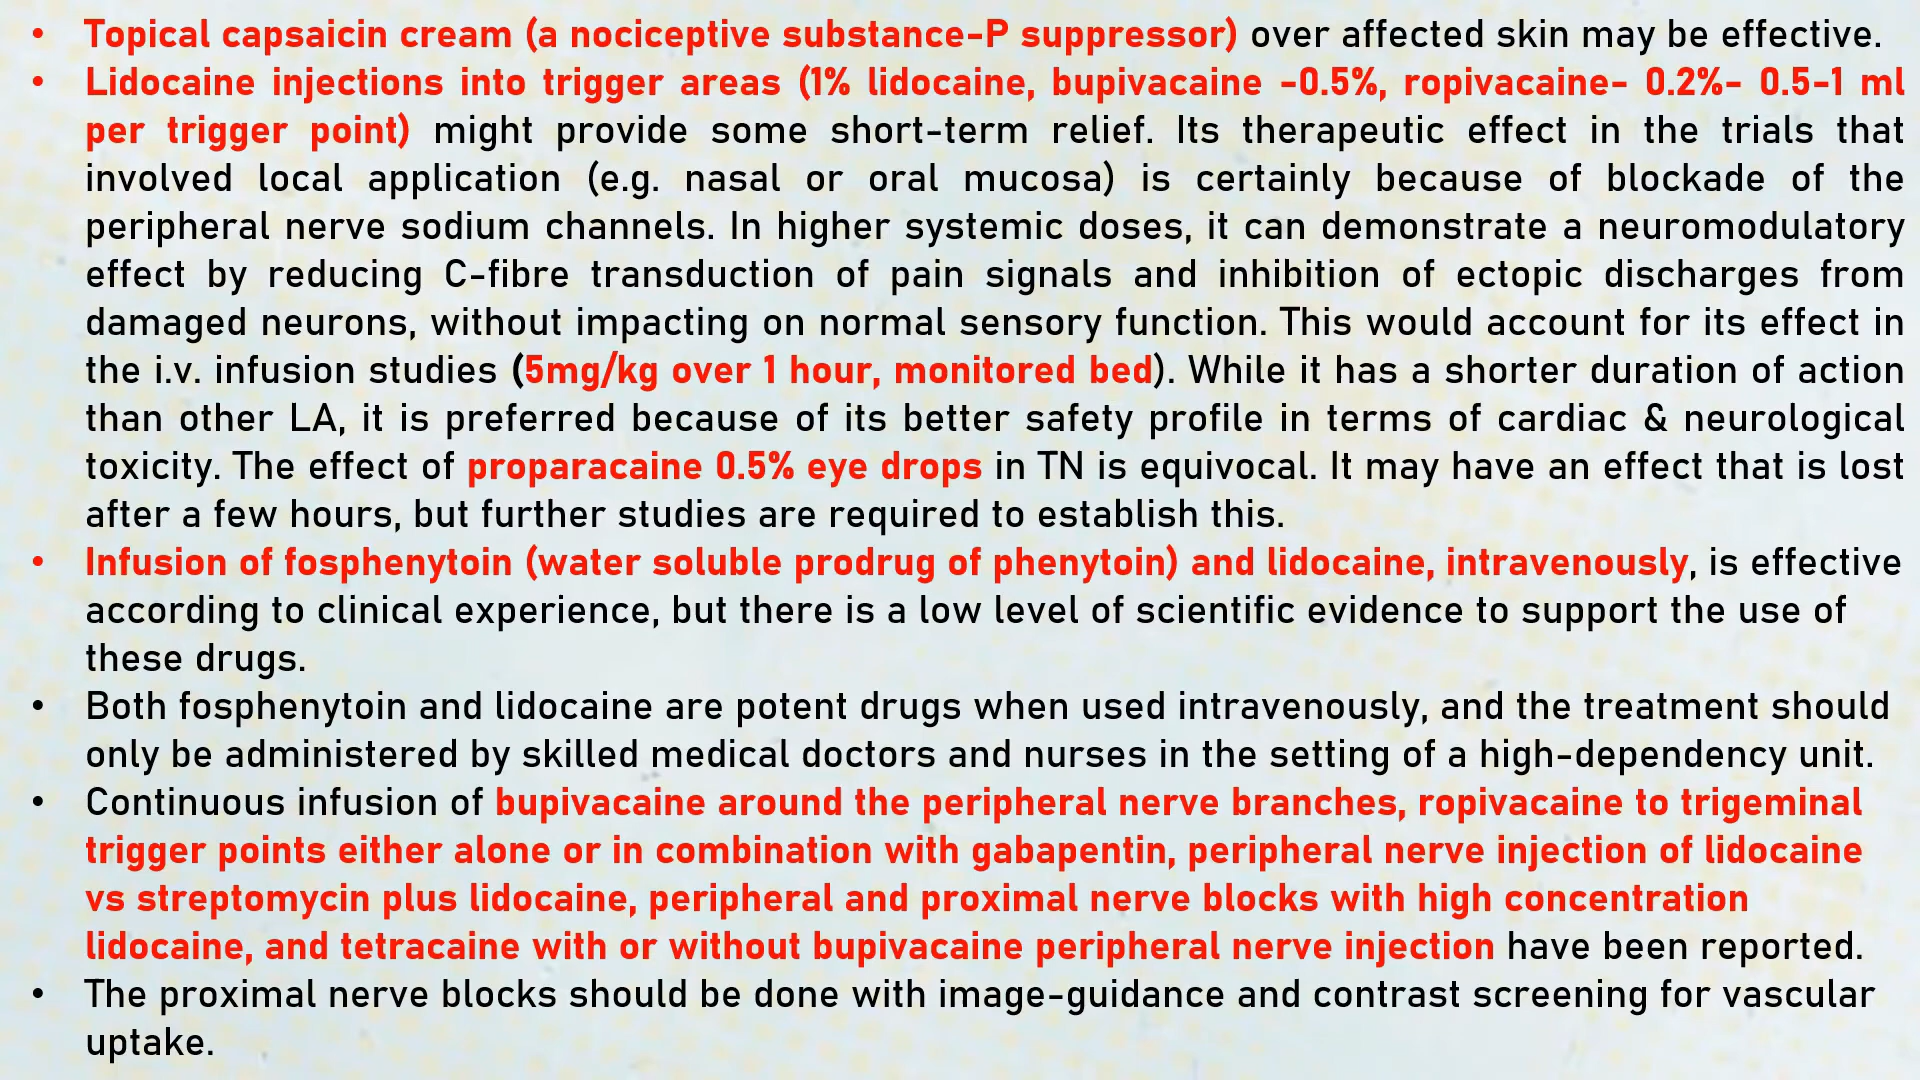 • Topical capsaicin cream (a nociceptive substance-P suppressor) over affected skin may be effective.
• Lidocaine injections into trigger areas (1% lidocaine, bupivacaine -0.5%, ropivacaine- 0.2%- 0.5-1 ml
per trigger point) might provide some short-term relief. Its therapeutic effect in the trials that
involved local application (e.g. nasal or oral mucosa) is certainly because of blockade of the
peripheral nerve sodium channels. In higher systemic doses, it can demonstrate a neuromodulatory
effect by reducing C-fibre transduction of pain signals and inhibition of ectopic discharges from
damaged neurons, without impacting on normal sensory function. This would account for its effect in
the i.v. infusion studies (5mg/kg over 1 hour, monitored bed). While it has a shorter duration of action
than other LA, it is preferred because of its better safety profile in terms of cardiac & neurological
toxicity. The effect of proparacaine 0.5% eye drops in TN is equivocal. It may have an effect that is lost
after a few hours, but further studies are required to establish this.
• Infusion of fosphenytoin (water soluble prodrug of phenytoin) and lidocaine, intravenously, is effective
according to clinical experience, but there is a low level of scientific evidence to support the use of
these drugs.
• Both fosphenytoin and lidocaine are potent drugs when used intravenously, and the treatment should
only be administered by skilled medical doctors and nurses in the setting of a high-dependency unit.
• Continuous infusion of bupivacaine around the peripheral nerve branches, ropivacaine to trigeminal
trigger points either alone or in combination with gabapentin, peripheral nerve injection of lidocaine
vs streptomycin plus lidocaine, peripheral and proximal nerve blocks with high concentration
lidocaine, and tetracaine with or without bupivacaine peripheral nerve injection have been reported.
• The proximal nerve blocks should be done with image-guidance and contrast screening for vascular
uptake.